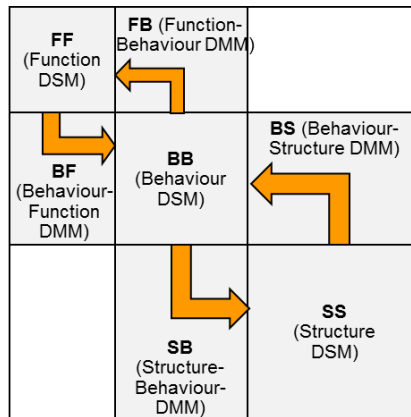 FF
(Function
DSM)
FB (Function-
Behaviour DMM)
BF
(Behaviour-
Function
DMM)
BB
(Behaviour
DSM)
BS (Behaviour-
Structure DMM)
SB
(Structure-
Behaviour-
DMM)
SS
(Structure
DSM)